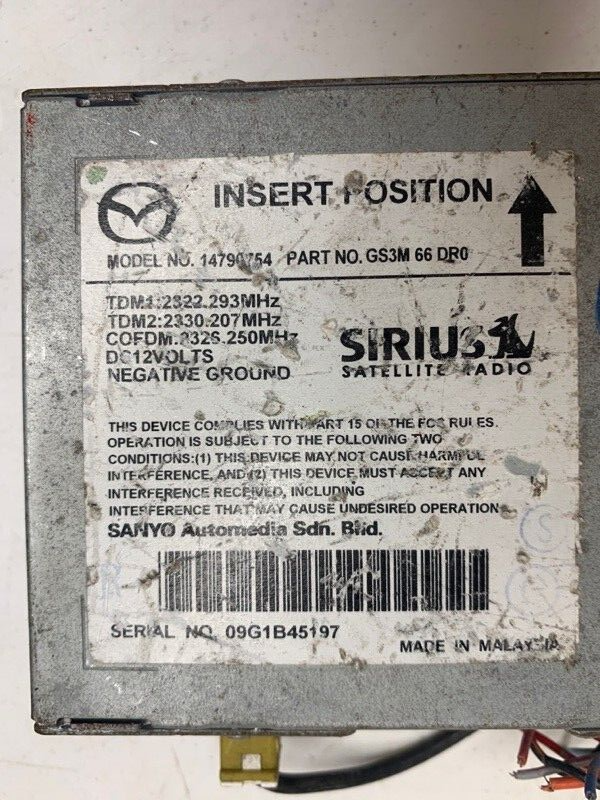 INSERT POSITION
MODEL NO. 14790754 PART NO. GS3M 66 DR0
TDM1:2322.293MHz
TDM2:2330.207MHz
COFDM:2326.250MHz
DC12VOLTS
NEGATIVE GROUND
SIRIUS
SATELLITE RADIO
THIS DEVICE COMPLIES WITH PART 15 OF THE FCC RULES.
OPERATION IS SUBJECT TO THE FOLLOWING TWO
CONDITIONS:(1) THIS DEVICE MAY NOT CAUSE HARMFUL
INTERFERENCE, AND (2) THIS DEVICE MUST ACCEPT ANY
INTERFERENCE RECEIVED, INCLUDING
INTERFERENCE THAT MAY CAUSE UNDESIRED OPERATION
SANYO Automedia Sdn. Bhd.
SERIAL NO. 09G1B45197
MADE IN MALAYSIA